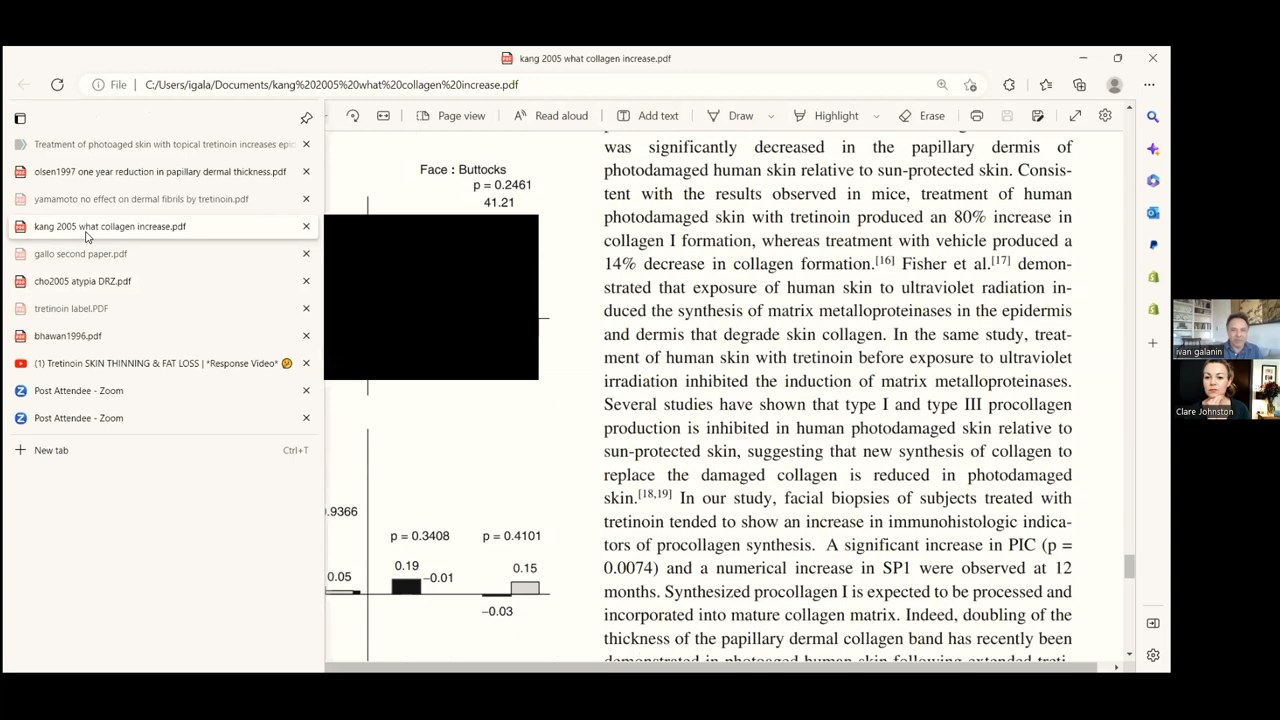 kang 2005 what collagen increase.pdf
File
C:/Users/igala/Documents/kang%202005%20what%20collagen%20increase.pdf
Page view
Read aloud
Add text
Draw
Highlight
Erase
Treatment of photoaged skin with topical tretinoin increases epi
olsen1997 one year reduction in papillary dermal thickness.pdf
yamamoto no effect on dermal fibrils by tretinoin.pdf
kang 2005 what collagen increase.pdf
gallo second paper.pdf
cho2005 atypia DRZ.pdf
tretinoin label.PDF
bhawan1996.pdf
(1) Tretinoin SKIN THINNING & FAT LOSS | *Response Video* 🤔
Post Attendee - Zoom
Post Attendee - Zoom
New tab
Ctrl+T
Face : Buttocks
p = 0.2461
41.21
.9366
0.05
p = 0.3408
0.19
−0.01
p = 0.4101
0.15
−0.03
was significantly decreased in the papillary dermis of
photodamaged human skin relative to sun-protected skin. Consis-
tent with the results observed in mice, treatment of human
photodamaged skin with tretinoin produced an 80% increase in
collagen I formation, whereas treatment with vehicle produced a
14% decrease in collagen formation.[16] Fisher et al.[17] demon-
strated that exposure of human skin to ultraviolet radiation in-
duced the synthesis of matrix metalloproteinases in the epidermis
and dermis that degrade skin collagen. In the same study, treat-
ment of human skin with tretinoin before exposure to ultraviolet
irradiation inhibited the induction of matrix metalloproteinases.
Several studies have shown that type I and type III procollagen
production is inhibited in human photodamaged skin relative to
sun-protected skin, suggesting that new synthesis of collagen to
replace the damaged collagen is reduced in photodamaged
skin.[18,19] In our study, facial biopsies of subjects treated with
tretinoin tended to show an increase in immunohistologic indica-
tors of procollagen synthesis. A significant increase in PIC (p =
0.0074) and a numerical increase in SP1 were observed at 12
months. Synthesized procollagen I is expected to be processed and
incorporated into mature collagen matrix. Indeed, doubling of the
thickness of the papillary dermal collagen band has recently been
demonstrated in photoaged human skin following extended treti-
ivan galanin
Clare Johnston